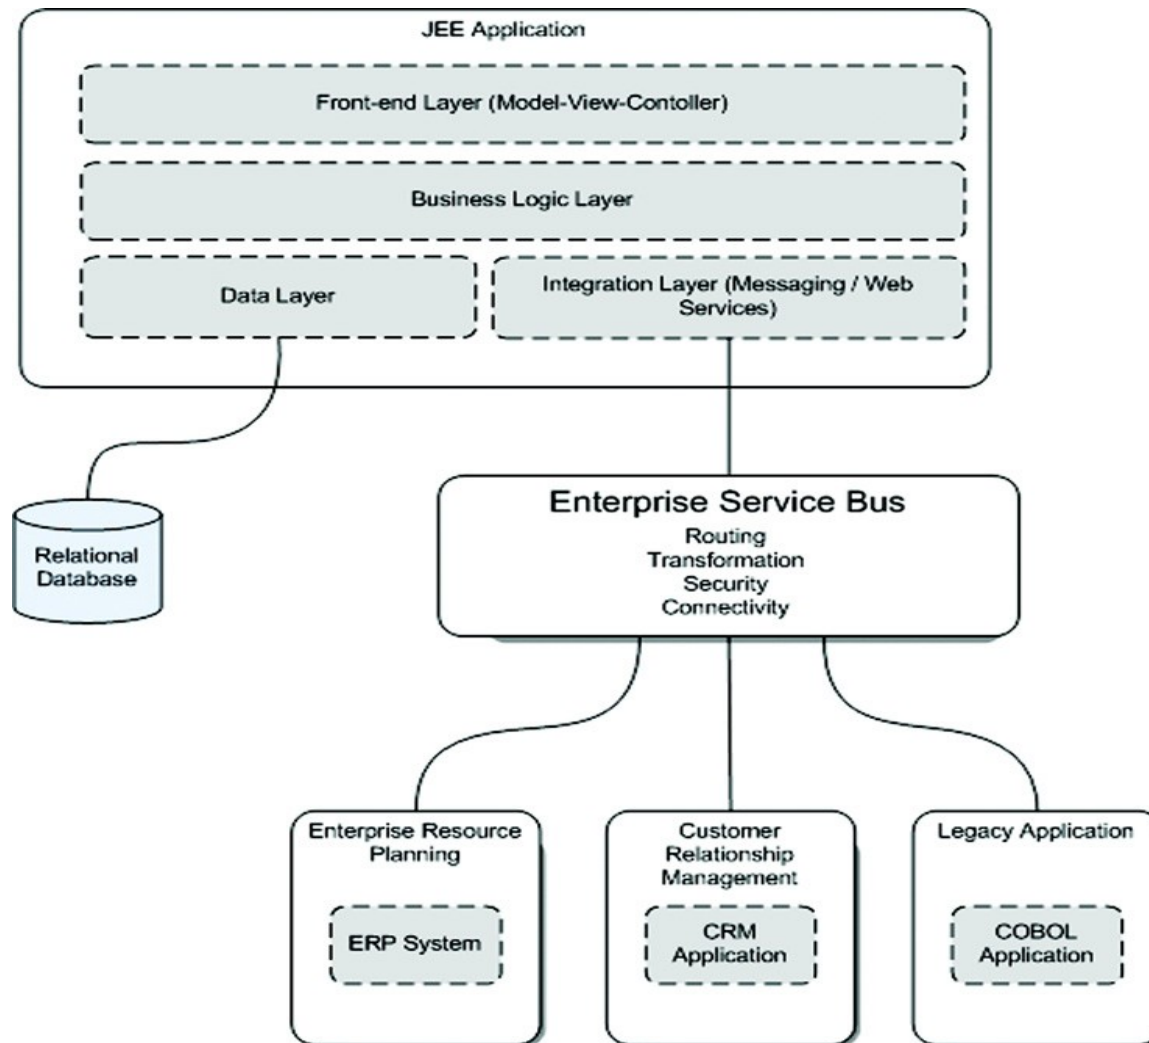 JEE Application
Front-end Layer (Model-View-Contoller)
Business Logic Layer
Data Layer
Integration Layer (Messaging / Web
Services)
Enterprise Service Bus
Routing
Transformation
Security
Connectivity
Relational
Database
Enterprise Resource
Planning
ERP System
Customer
Relationship
Management
CRM
Application
Legacy Application
COBOL
Application